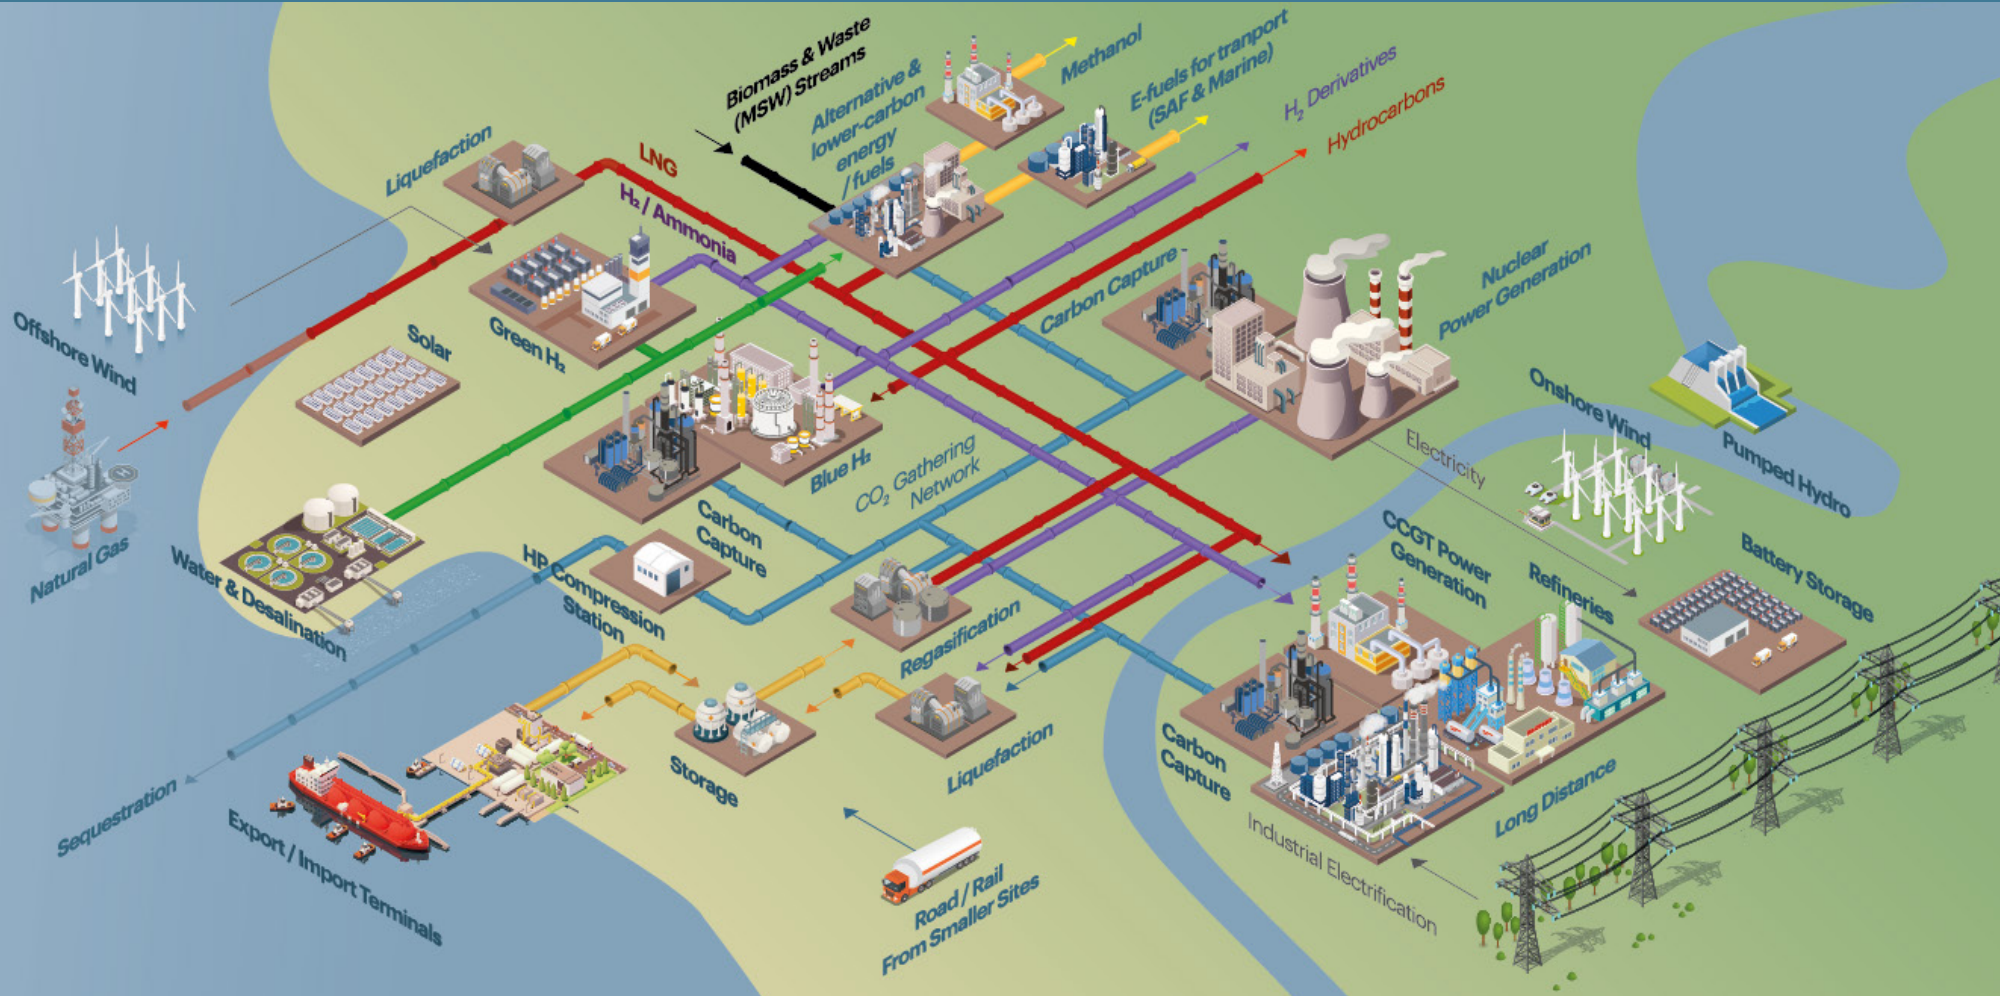 Biomass & Waste
(MSW) Streams
Alternative &
lower-carbon
energy
/ fuels
Methanol
E-fuels for tranport
(SAF & Marine)
H₂ Derivatives
Hydrocarbons
Liquefaction
LNG
H₂ / Ammonia
Offshore Wind
Solar
Green H₂
Carbon Capture
Nuclear
Power Generation
Natural Gas
Water & Desalination
Blue H₂
CO₂ Gathering
Network
Carbon
Capture
HP Compression
Station
Electricity
Onshore Wind
Pumped Hydro
CCGT Power
Generation
Refineries
Battery Storage
Regasification
Sequestration
Export / Import Terminals
Storage
Liquefaction
Carbon
Capture
Long Distance
Industrial Electrification
Road / Rail
From Smaller Sites